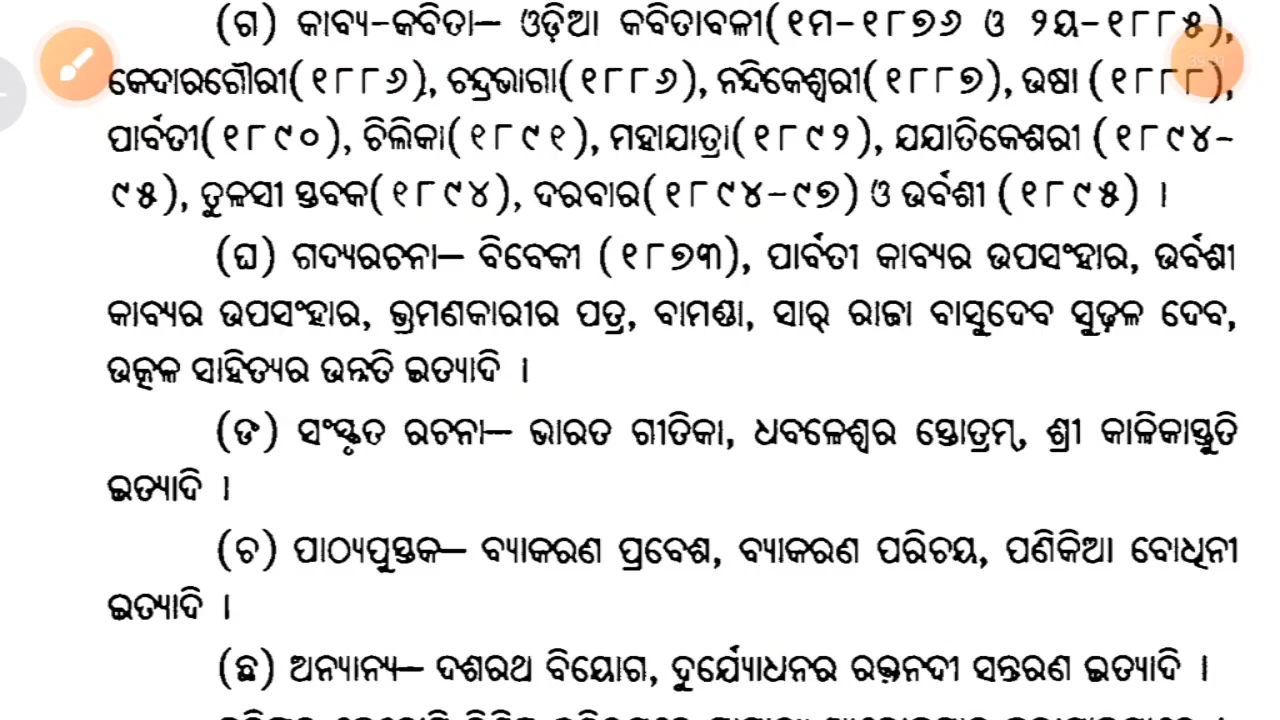 (ଗ) କାବ୍ୟ-କବିତା— ଓଡ଼ିଆ କବିତାବଳୀ(୧ମ-୧୮୭୬ ଓ ୨ୟ-୧୮୮୫),
କେଦାରଗୌରୀ(୧୮୮୬), ଚନ୍ଦ୍ରଭାଗା(୧୮୮୬), ନନ୍ଦିକେଶ୍ୱରୀ(୧୮୮୭), ଉଷା (୧୮୮୮),
ପାର୍ବତୀ(୧୮୯୦), ଚିଲିକା(୧୮୯୧), ମହାଯାତ୍ରା(୧୮୯୨), ଯଯାତିକେଶରୀ (୧୮୯୪-
୯୫), ତୁଳସୀ ସ୍ତବକ(୧୮୯୪), ଦରବାର(୧୮୯୪-୯୭) ଓ ଉର୍ବଶୀ (୧୮୯୫) ।
(ଘ) ଗଦ୍ୟରଚନା— ବିବେକୀ (୧୮୭୩), ପାର୍ବତୀ କାବ୍ୟର ଉପସଂହାର, ଉର୍ବଶୀ
କାବ୍ୟର ଉପସଂହାର, ଭ୍ରମଣକାରୀର ପତ୍ର, ବାମଣ୍ଡା, ସାର୍ ରାଜା ବାସୁଦେବ ସୁଢ଼ଳ ଦେବ,
ଉତ୍କଳ ସାହିତ୍ୟର ଉନ୍ନତି ଇତ୍ୟାଦି ।
(ଙ) ସଂସ୍କୃତ ରଚନା— ଭାରତ ଗୀତିକା, ଧବଳେଶ୍ୱର ସ୍ତୋତ୍ରମ୍, ଶ୍ରୀ କାଳିକାସ୍ତୁତି
ଇତ୍ୟାଦି ।
(ଚ) ପାଠ୍ୟପୁସ୍ତକ— ବ୍ୟାକରଣ ପ୍ରବେଶ, ବ୍ୟାକରଣ ପରିଚୟ, ପଣିକିଆ ବୋଧିନୀ
ଇତ୍ୟାଦି ।
(ଛ) ଅନ୍ୟାନ୍ୟ— ଦଶରଥ ବିୟୋଗ, ଦୁର୍ଯ୍ୟୋଧନର ରକ୍ତନଦୀ ସନ୍ତରଣ ଇତ୍ୟାଦି ।